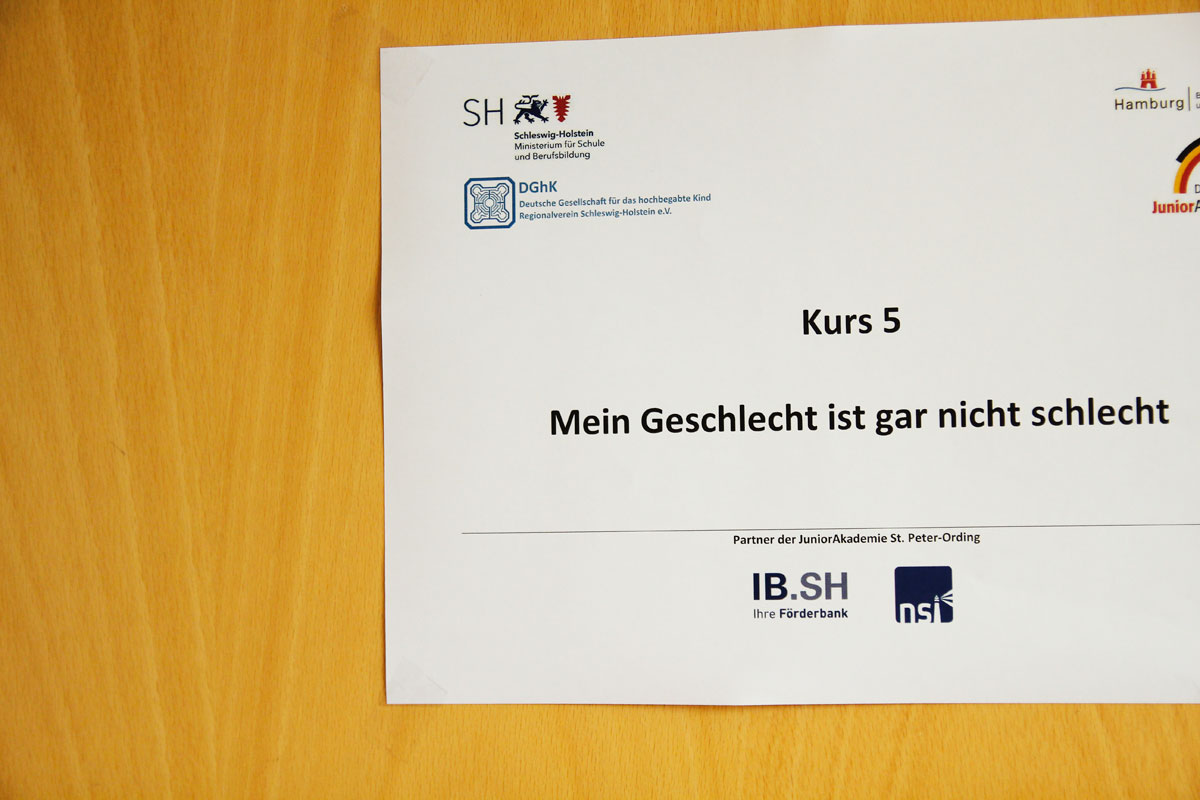 SH
Schleswig-Holstein
Ministerium für Schule
und Berufsbildung
DGhK
Deutsche Gesellschaft für das hochbegabte Kind
Regionalverein Schleswig-Holstein e.V.
Hamburg
Junior
Kurs 5
Mein Geschlecht ist gar nicht schlecht
Partner der JuniorAkademie St. Peter-Ording
IB.SH
Ihre Förderbank
nsi